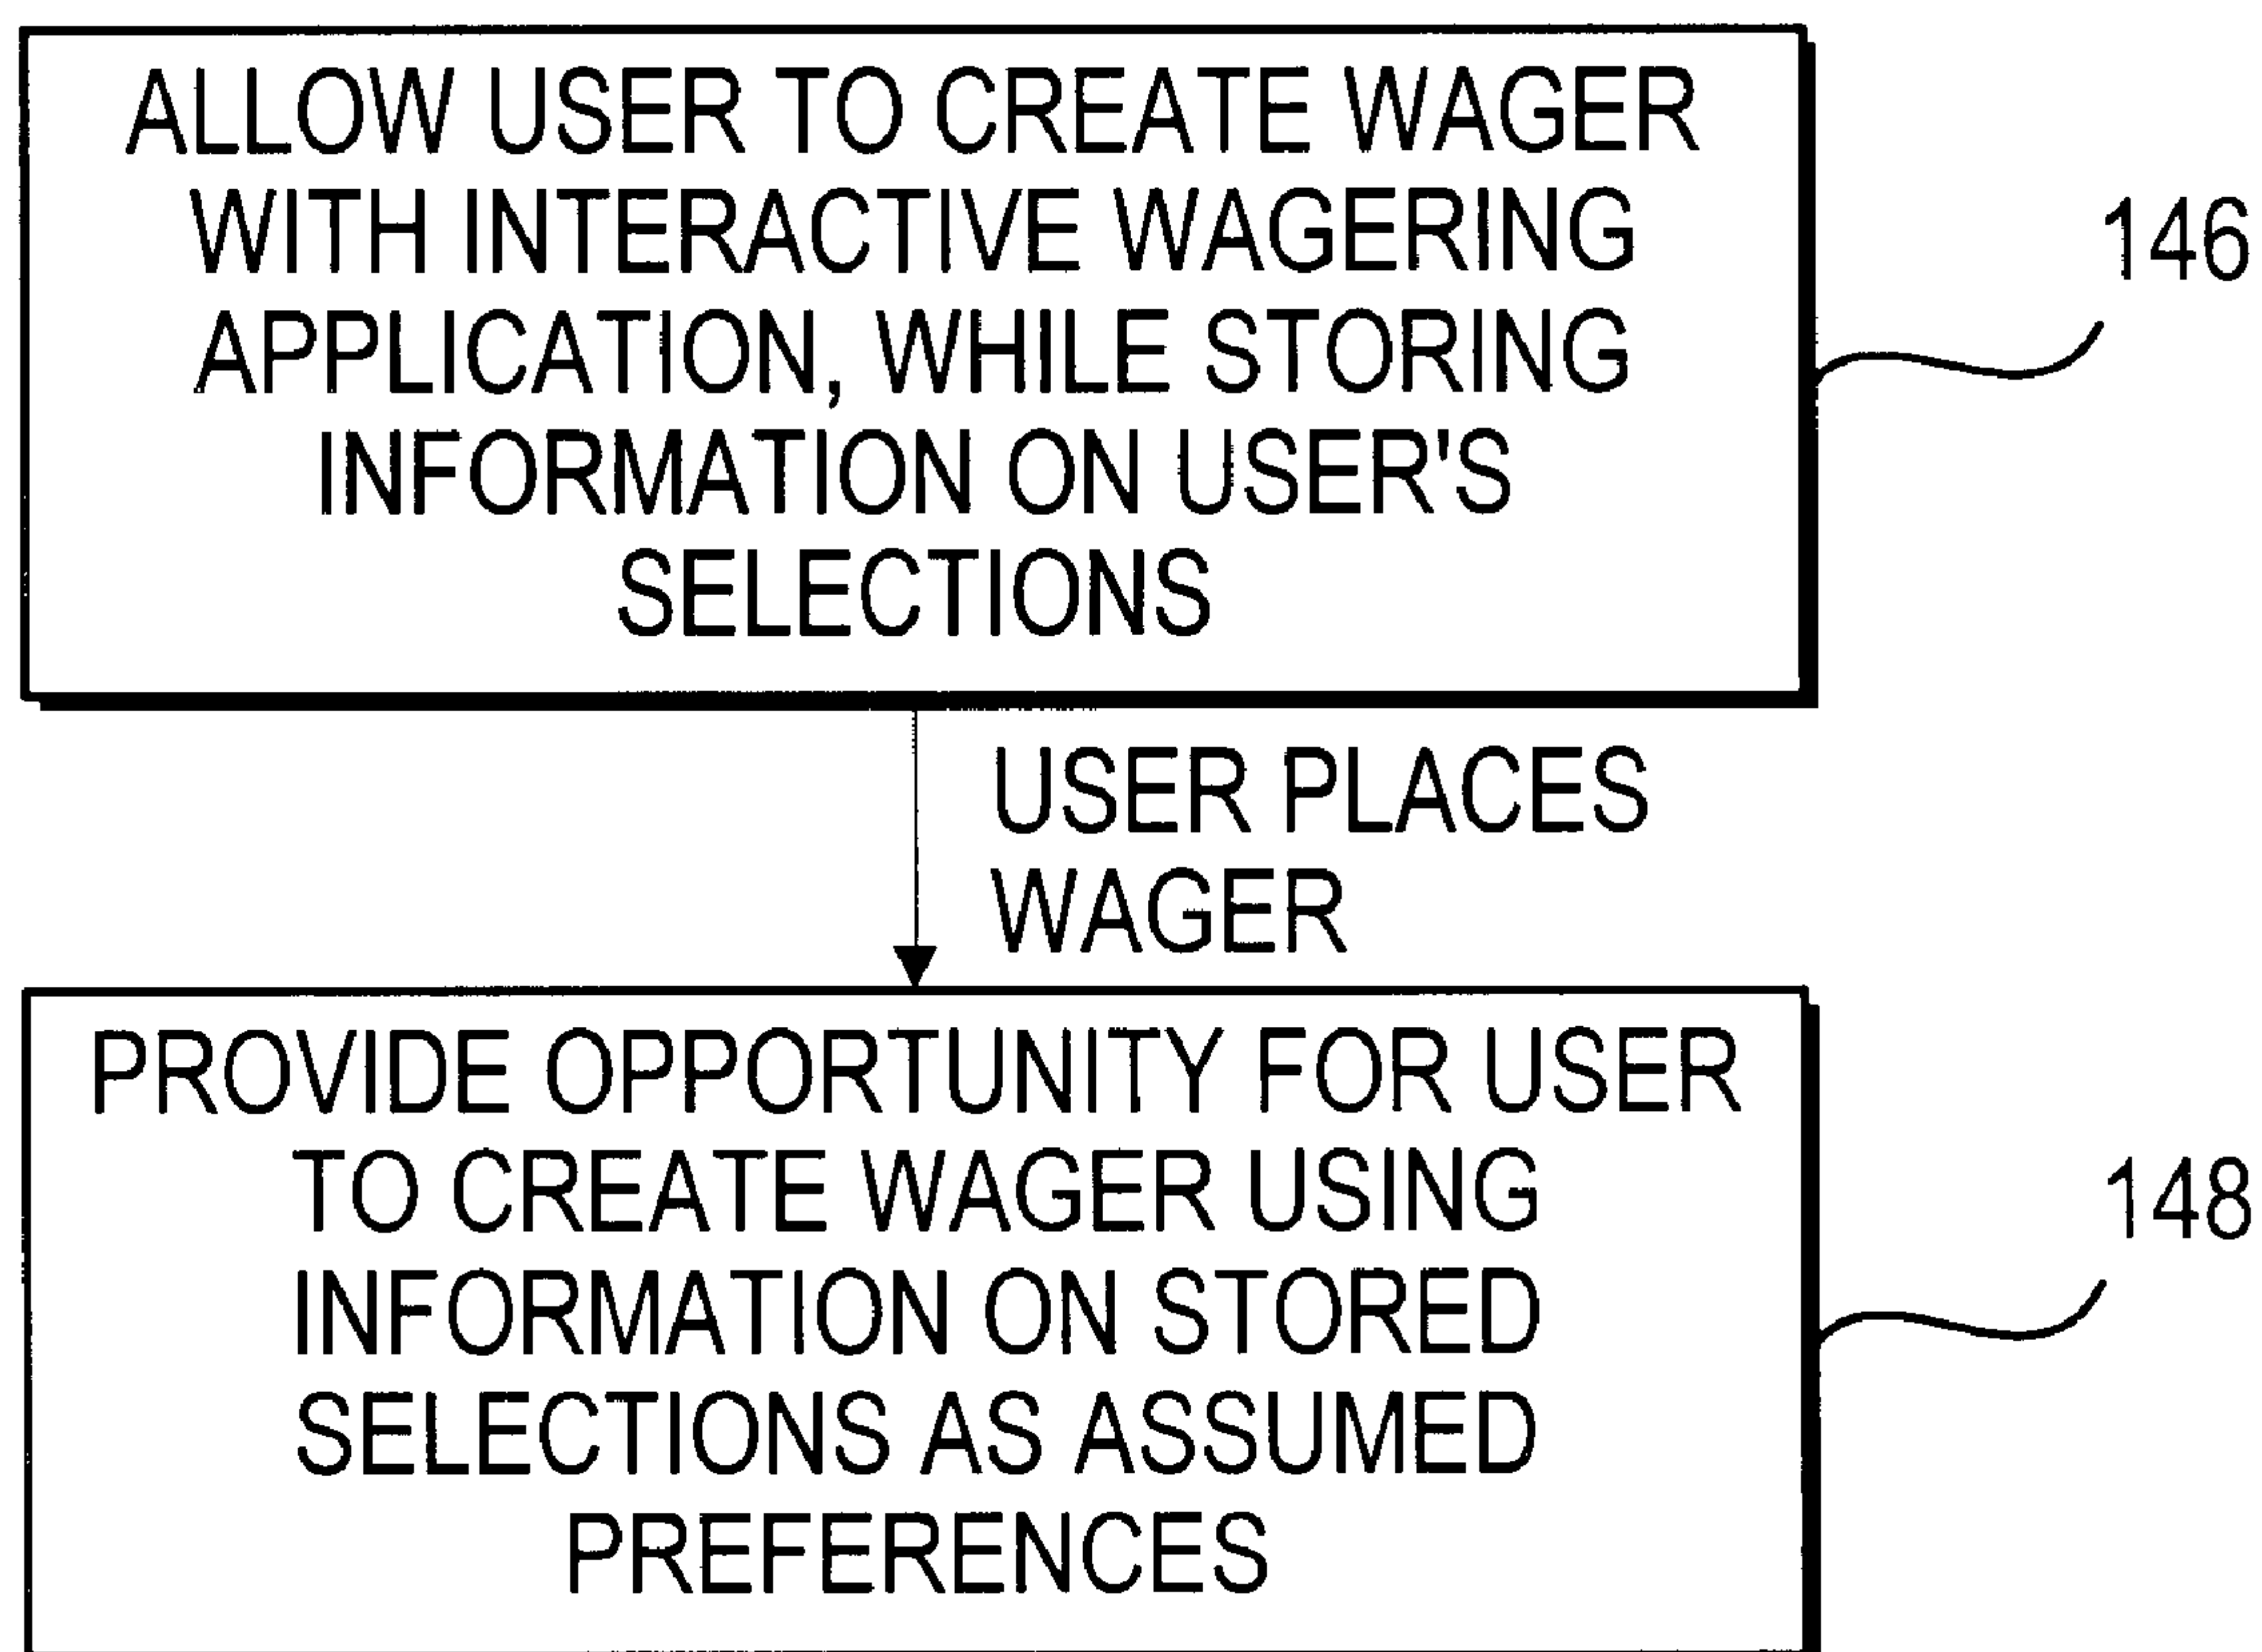 ALLOW USER TO CREATE WAGER
WITH INTERACTIVE WAGERING
APPLICATION, WHILE STORING
INFORMATION ON USER'S
SELECTIONS
146
USER PLACES
WAGER
PROVIDE OPPORTUNITY FOR USER
TO CREATE WAGER USING
INFORMATION ON STORED
SELECTIONS AS ASSUMED
PREFERENCES
148